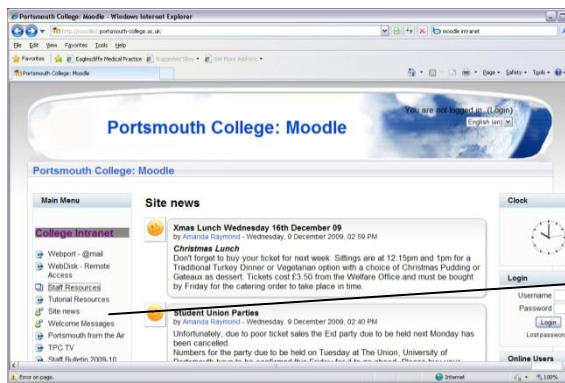 Portsmouth College: Moodle - Windows Internet Explorer
http://moodle/ portsmouth-college.ac.uk/
moodle intranet
File Edit View Favorites Tools Help
Favorites Eaglescliffe Medical Practice Suggested Sites Get More Add-ons
Portsmouth College: Moodle
Page Safety Tools
You are not logged in. (Login)
English (en)
Portsmouth College: Moodle
Portsmouth College: Moodle
Main Menu
College Intranet
Webport - @mail
WebDisk - Remote
Access
Staff Resources
Tutorial Resources
Site news
Welcome Messages
Portsmouth from the Air
TPC.TV
Staff Bulletin 2009-10
Site news
Xmas Lunch Wednesday 16th December 09
by Amanda Raymond - Wednesday, 9 December 2009, 02:59 PM
Christmas Lunch
Don't forget to buy your ticket for next week. Sittings are at 12.15pm and 1pm for a
Traditional Turkey Dinner or Vegetarian option with a choice of Christmas Pudding or
Gateaux as dessert. Tickets cost £3.50 from the Welfare Office and must be bought
by Friday for the catering order to take place in time.
Student Union Parties
by Amanda Raymond - Wednesday, 9 December 2009, 02:44 PM
Unfortunately, due to poor ticket sales the Eid party due to be held next Monday has
been cancelled.
Numbers for the party due to be held on Tuesday at The Union, University of
Clock
Login
Username
Password
Login
Lost password
Online Users
Error on page.
Internet
100%